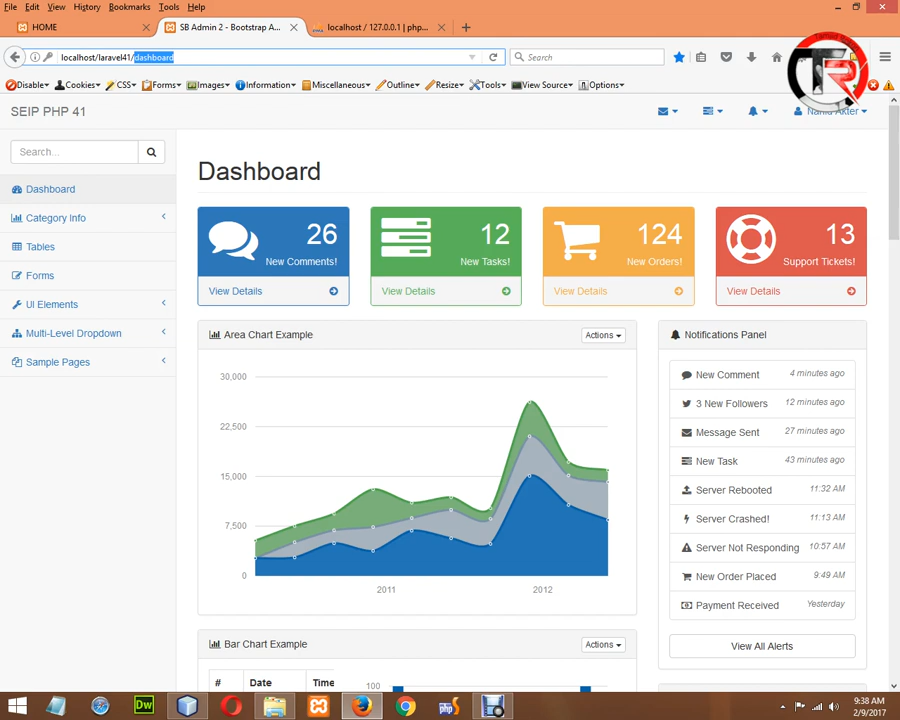 File Edit View History Bookmarks Tools Help
HOME × SB Admin 2 - Bootstrap A... × localhost / 127.0.0.1 | php... × +
localhost/laravel41/dashboard Search
Disable Cookies CSS Forms Images Information Miscellaneous Outline Resize Tools View Source Options
SEIP PHP 41
Search...
Dashboard
Category Info
Tables
Forms
UI Elements
Multi-Level Dropdown
Sample Pages
Dashboard
26
New Comments!
View Details
12
New Tasks!
View Details
124
New Orders!
View Details
13
Support Tickets!
View Details
Area Chart Example Actions
30,000
22,500
15,000
7,500
0
2011 2012
Bar Chart Example Actions
# Date Time
100
Notifications Panel
New Comment 4 minutes ago
3 New Followers 12 minutes ago
Message Sent 27 minutes ago
New Task 43 minutes ago
Server Rebooted 11:32 AM
Server Crashed! 11:13 AM
Server Not Responding 10:57 AM
New Order Placed 9:49 AM
Payment Received Yesterday
View All Alerts
Dw
php
9:38 AM
2/9/2017